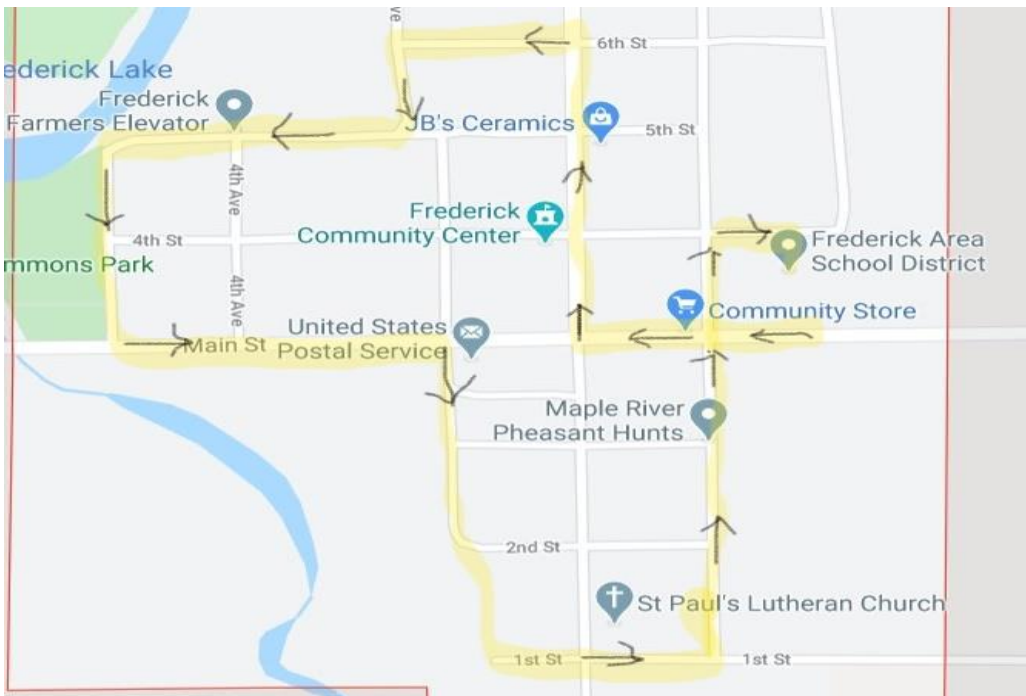 ve
6th St
ederick Lake
Frederick
Farmers Elevator
JB's Ceramics
5th St
4th Ave
Frederick
Community Center
4th St
Frederick Area
School District
mmons Park
4th Ave
Community Store
United States
Postal Service
Main St
Maple River
Pheasant Hunts
2nd St
St Paul's Lutheran Church
1st St
1st St